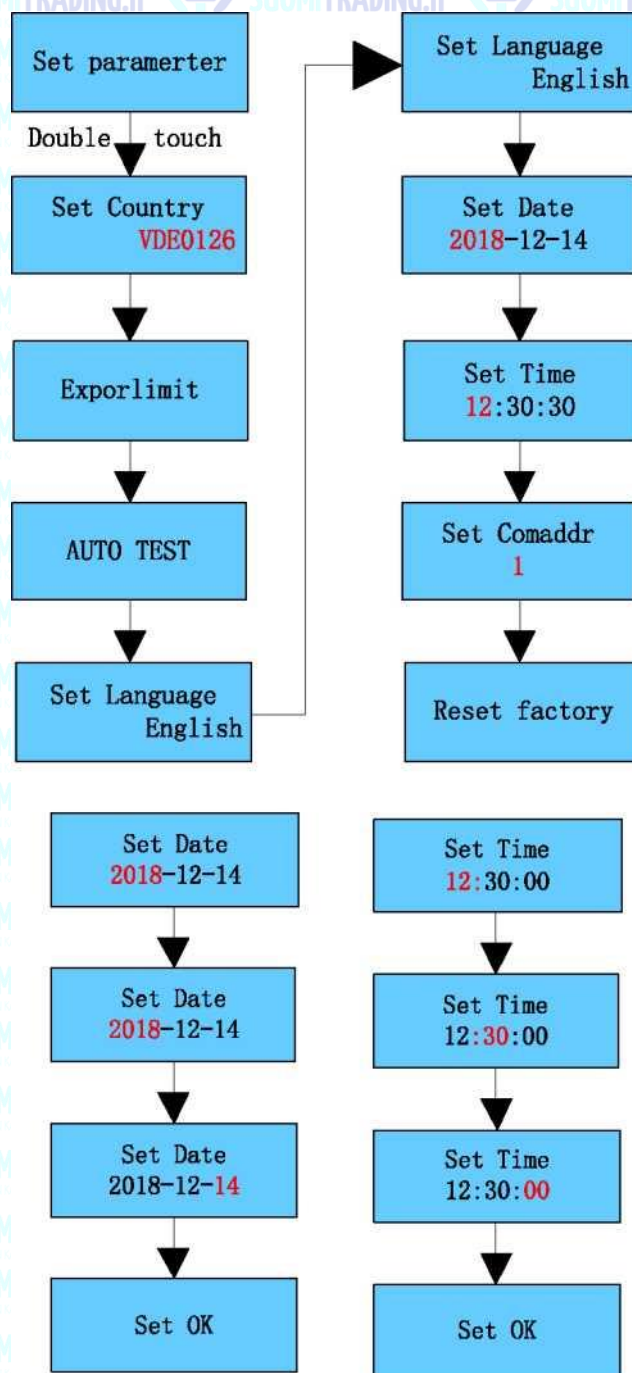 SUOMITRADING.fi
Set paramerter
Double touch
Set Country
VDE0126
Exporlimit
AUTO TEST
Set Language
English
Set Language
English
Set Date
2018-12-14
Set Time
12:30:30
Set Comaddr
1
Reset factory
Set Date
2018-12-14
Set Date
2018-12-14
Set Date
2018-12-14
Set OK
Set Time
12:30:00
Set Time
12:30:00
Set Time
12:30:00
Set OK